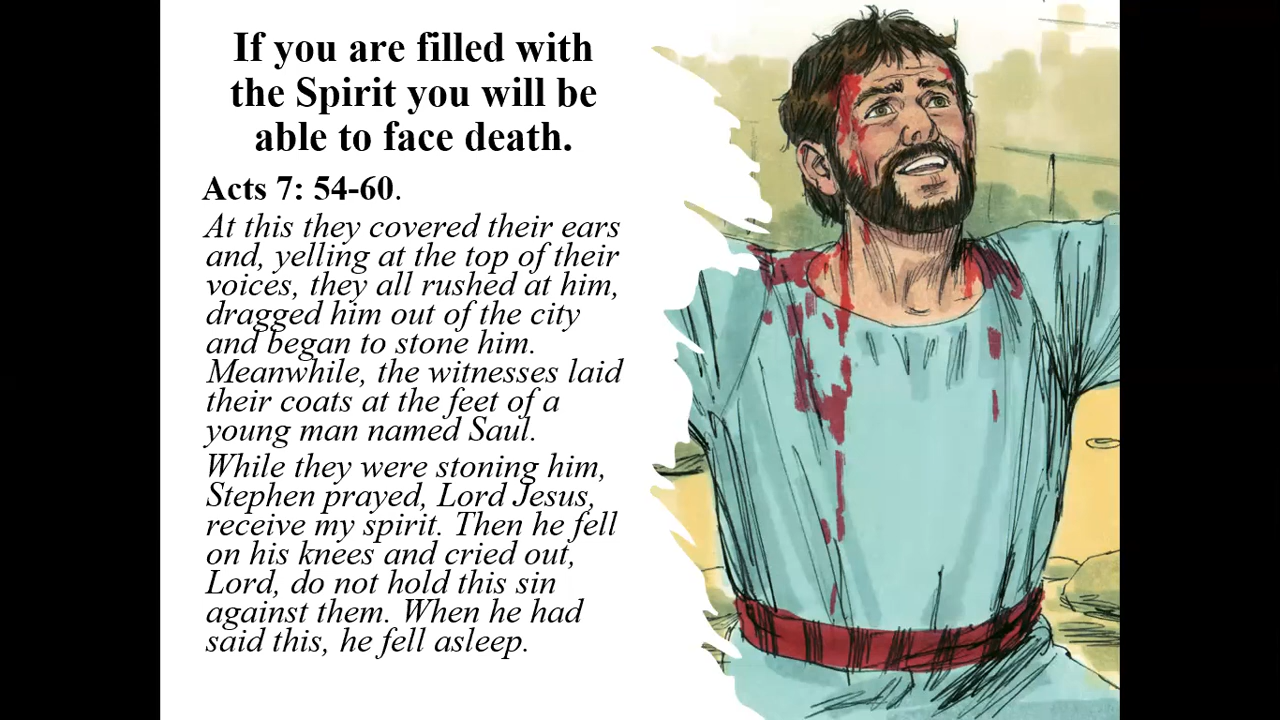 If you are filled with
the Spirit you will be
able to face death.
Acts 7: 54-60.
At this they covered their ears
and, yelling at the top of their
voices, they all rushed at him,
dragged him out of the city
and began to stone him.
Meanwhile, the witnesses laid
their coats at the feet of a
young man named Saul.
While they were stoning him,
Stephen prayed, Lord Jesus,
receive my spirit. Then he fell
on his knees and cried out,
Lord, do not hold this sin
against them. When he had
said this, he fell asleep.